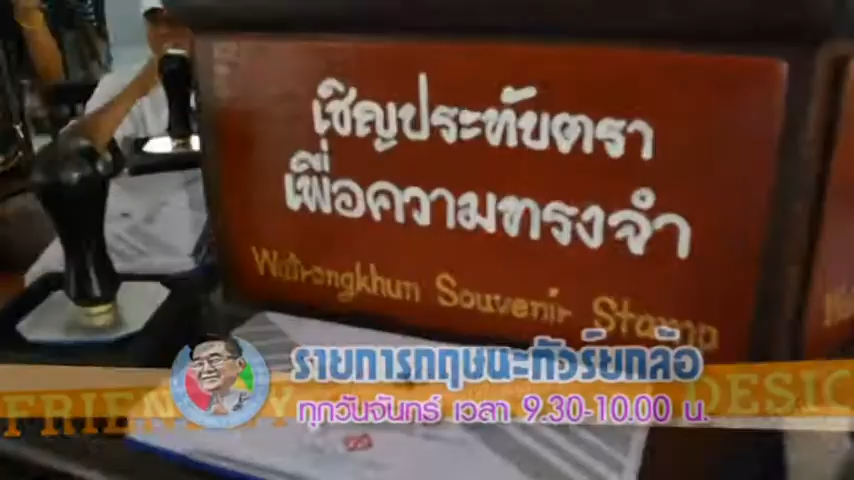 เชิญประทับตรา
เพื่อความทรงจำ
Watrongkhun Souvenir Stamp
รายการกฤษนะทัวร์ยกล้อ
ทุกวันจันทร์ เวลา 9.30-10.00 น.